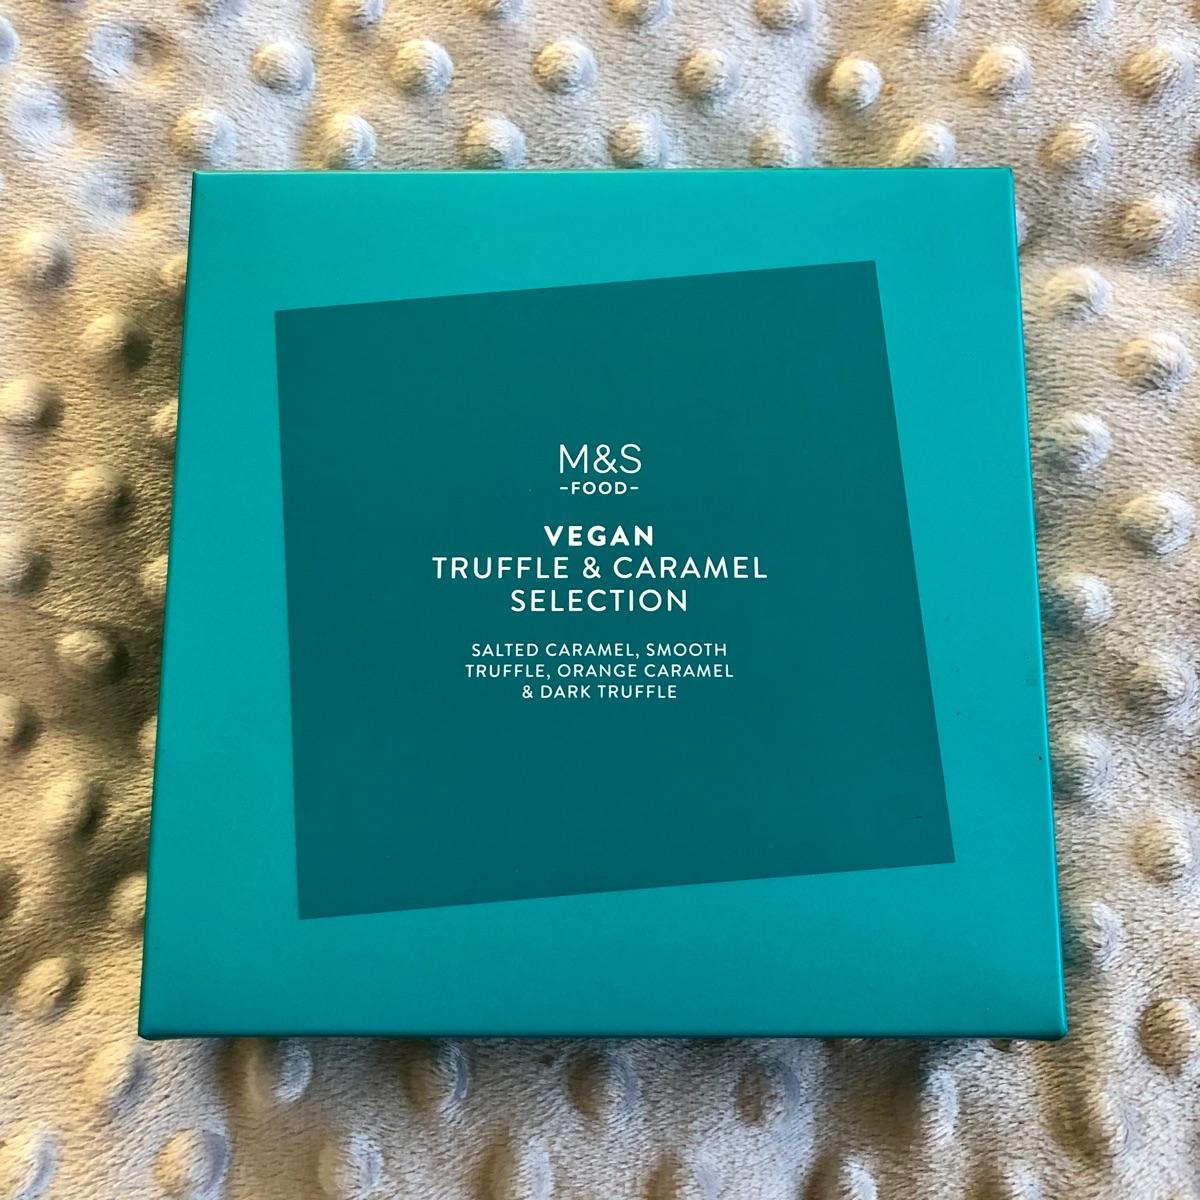 M&S
-FOOD-
VEGAN
TRUFFLE & CARAMEL
SELECTION
SALTED CARAMEL, SMOOTH
TRUFFLE, ORANGE CARAMEL
& DARK TRUFFLE